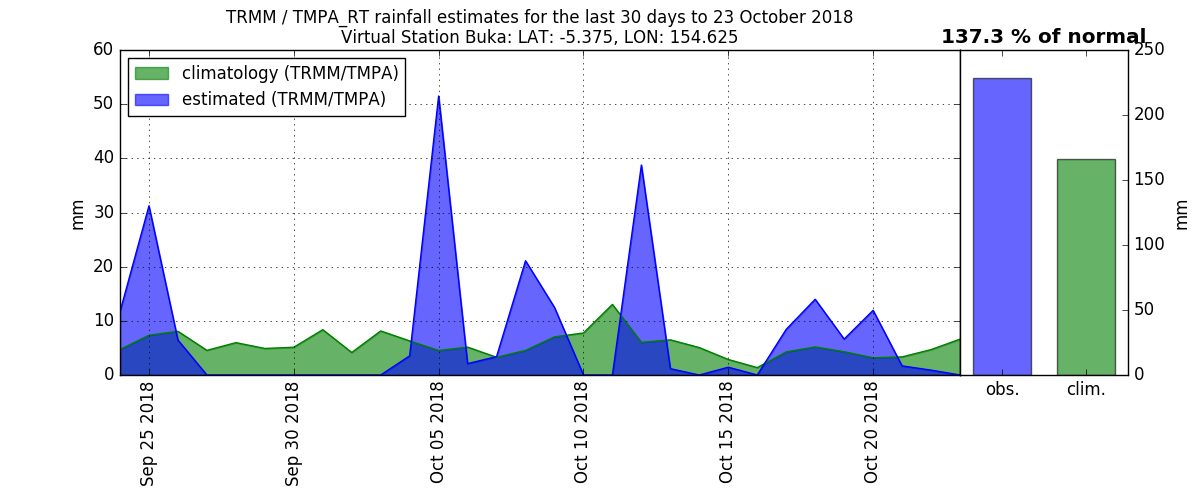 TRMM / TMPA_RT rainfall estimates for the last 30 days to 23 October 2018
Virtual Station Buka: LAT: -5.375, LON: 154.625
137.3 % of normal
climatology (TRMM/TMPA)
estimated (TRMM/TMPA)
60
50
40
30
20
10
0
mm
Sep 25 2018
Sep 30 2018
Oct 05 2018
Oct 10 2018
Oct 15 2018
Oct 20 2018
250
200
150
100
50
0
mm
obs.
clim.